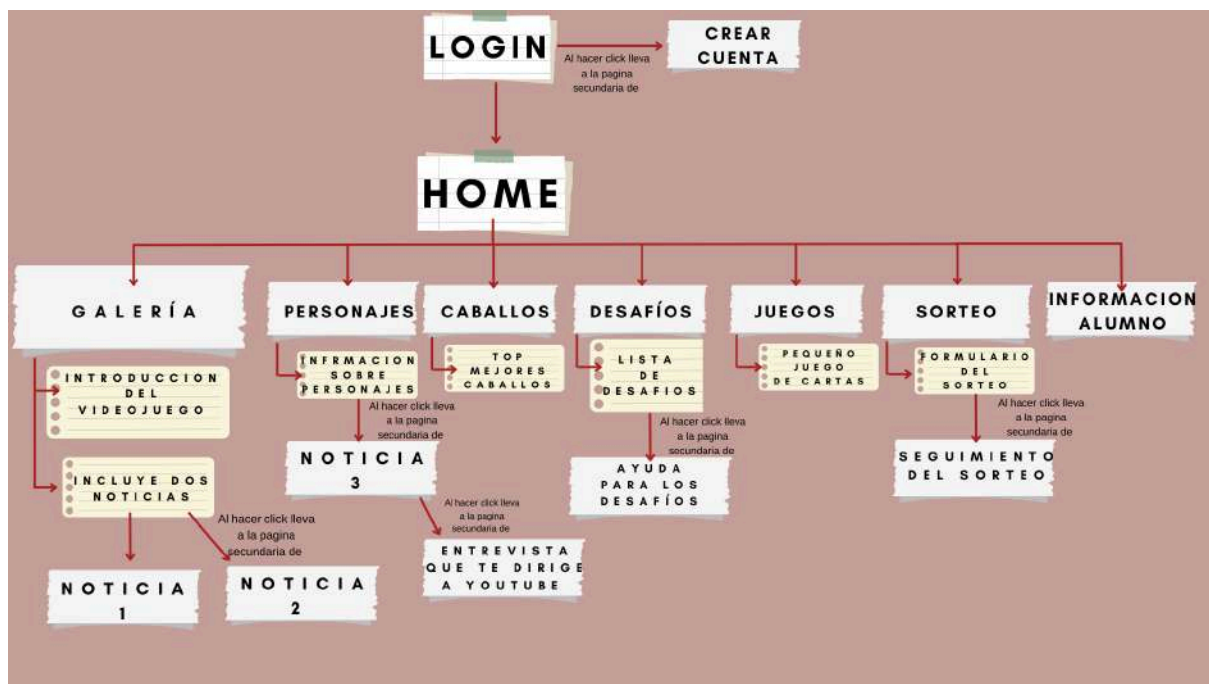 LOGIN
CREAR
CUENTA
Al hacer click lleva
a la pagina
secundaria de
HOME
GALERÍA
PERSONAJES
CABALLOS
DESAFÍOS
JUEGOS
SORTEO
INFORMACION
ALUMNO
INTRODUCCION
DEL
VIDEOJUEGO
INFRMACION
SOBRE
PERSONAJES
TOP
MEJORES
CABALLOS
LISTA
DE
DESAFIOS
PEQUEÑO
JUEGO
DE CARTAS
FORMULARIO
DEL
SORTEO
Al hacer click lleva
a la pagina
secundaria de
Al hacer click lleva
a la pagina
secundaria de
Al hacer click lleva
a la pagina
secundaria de
INCLUYE DOS
NOTICIAS
NOTICIA
3
AYUDA
PARA LOS
DESAFÍOS
SEGUIMIENTO
DEL SORTEO
Al hacer click lleva
a la pagina
secundaria de
Al hacer click lleva
a la pagina
secundaria de
NOTICIA
1
NOTICIA
2
ENTREVISTA
QUE TE DIRIGE
A YOUTUBE